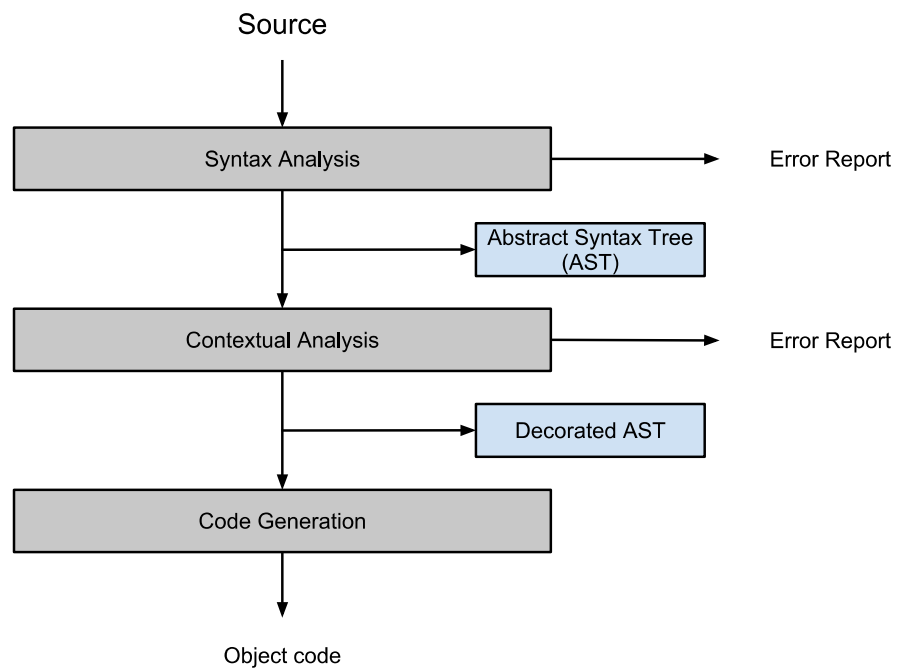 Source
Syntax Analysis
Error Report
Abstract Syntax Tree
(AST)
Contextual Analysis
Error Report
Decorated AST
Code Generation
Object code